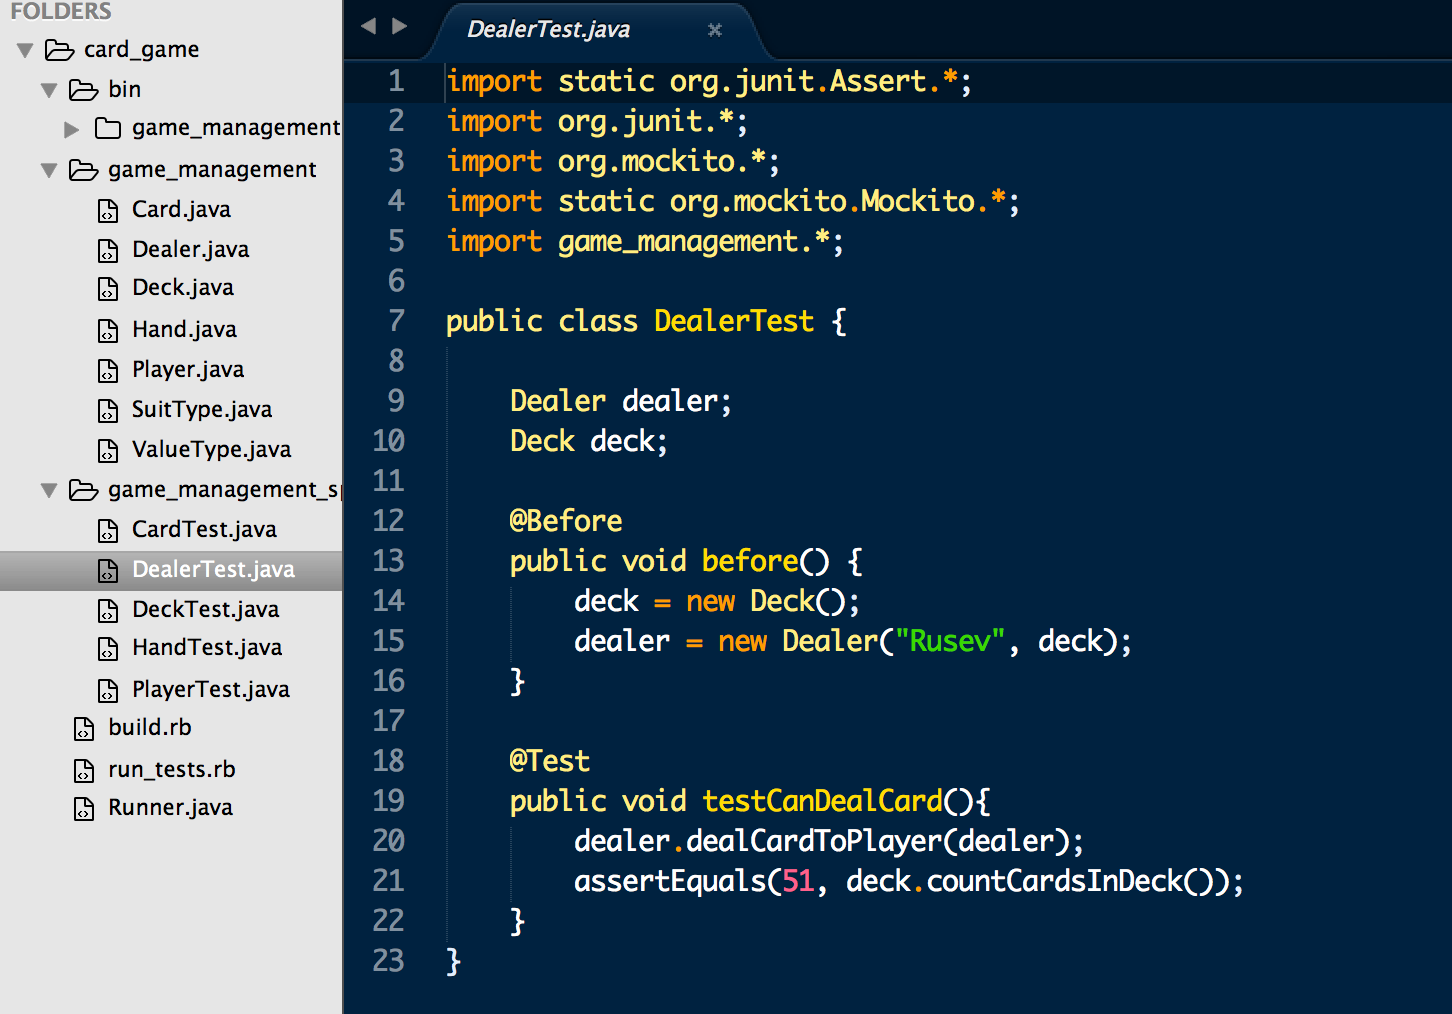 FOLDERS
card_game
bin
game_management
game_management
Card.java
Dealer.java
Deck.java
Hand.java
Player.java
SuitType.java
ValueType.java
game_management_sp
CardTest.java
DealerTest.java
DeckTest.java
HandTest.java
PlayerTest.java
build.rb
run_tests.rb
Runner.java
DealerTest.java ×
1 import static org.junit.Assert.*;
2 import org.junit.*;
3 import org.mockito.*;
4 import static org.mockito.Mockito.*;
5 import game_management.*;
6
7 public class DealerTest {
8
9 Dealer dealer;
10 Deck deck;
11
12 @Before
13 public void before() {
14 deck = new Deck();
15 dealer = new Dealer("Rusev", deck);
16 }
17
18 @Test
19 public void testCanDealCard(){
20 dealer.dealCardToPlayer(dealer);
21 assertEquals(51, deck.countCardsInDeck());
22 }
23 }